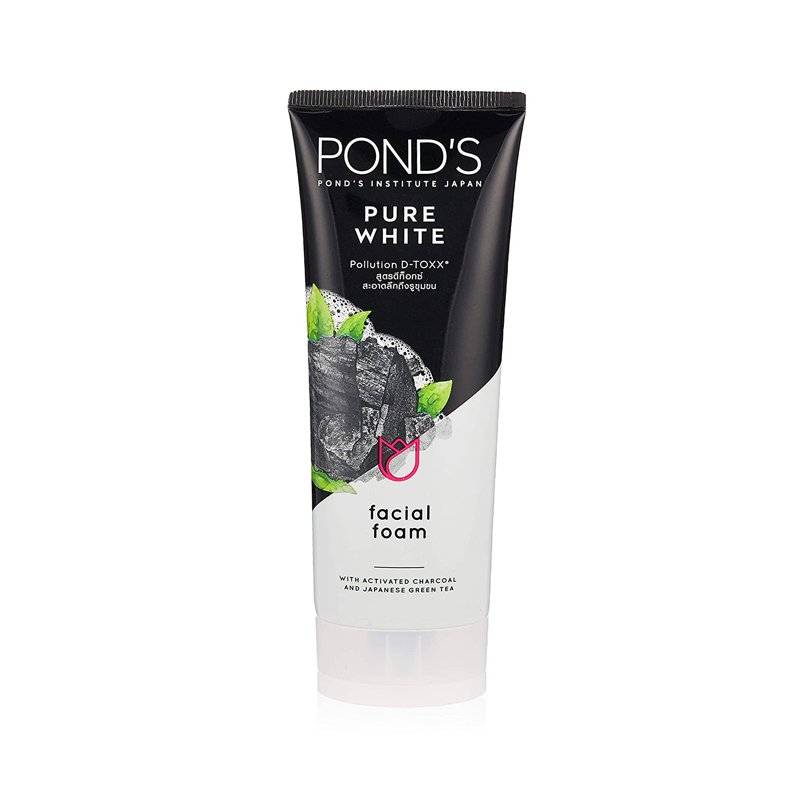 POND'S
POND'S INSTITUTE JAPAN
PURE
WHITE
Pollution D-TOXX*
สูตรดีท็อกซ์
สะอาดลึกถึงรูขุมขน
facial
foam
WITH ACTIVATED CHARCOAL
AND JAPANESE GREEN TEA